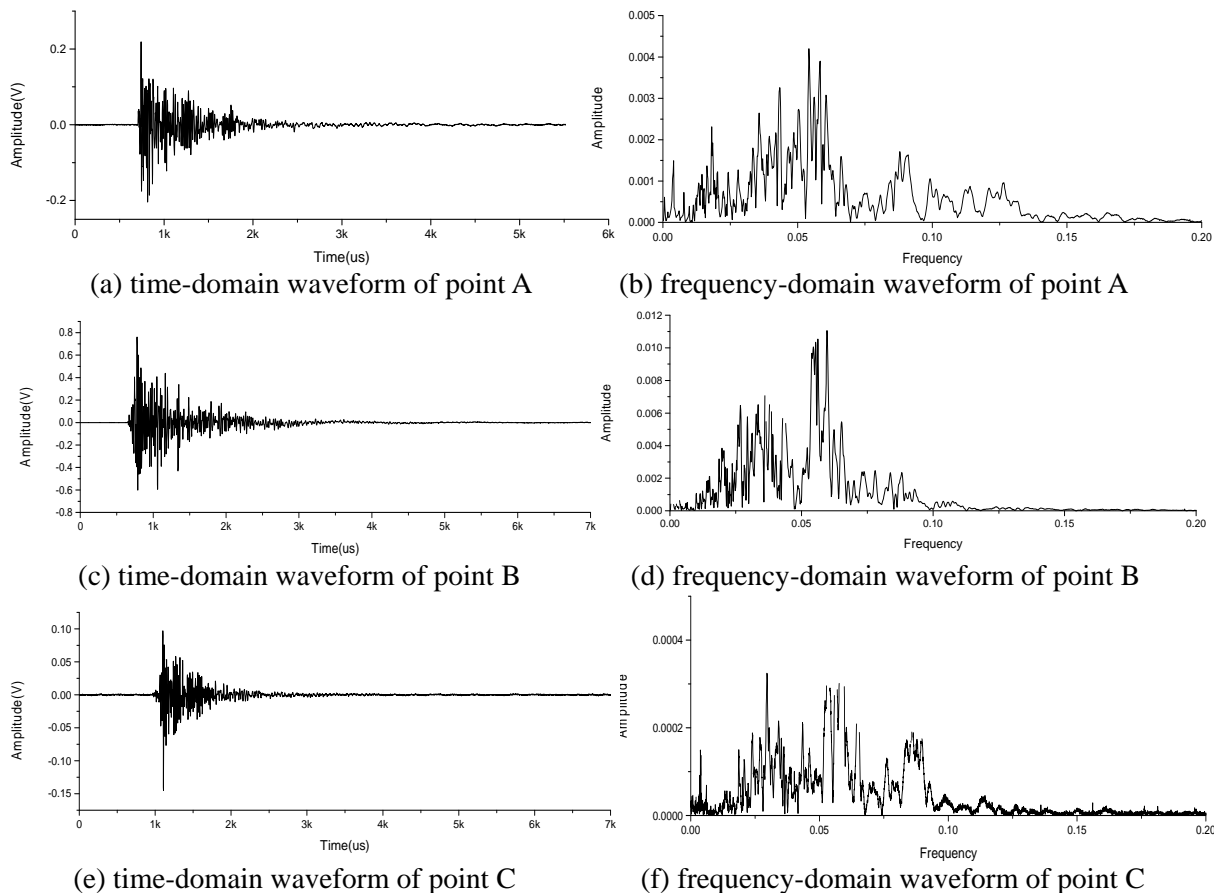 0.2
0.0
-0.2
Amplitude(V)
0 1k 2k 3k 4k 5k 6k
Time(us)
(a) time-domain waveform of point A
0.005
0.004
0.003
0.002
0.001
0.000
Amplitude
0.00 0.05 0.10 0.15 0.20
Frequency
(b) frequency-domain waveform of point A
0.8
0.6
0.4
0.2
0.0
-0.2
-0.4
-0.6
-0.8
Amplitude(V)
0 1k 2k 3k 4k 5k 6k 7k
Time(us)
(c) time-domain waveform of point B
0.012
0.010
0.008
0.006
0.004
0.002
0.000
Amplitude
0.00 0.05 0.10 0.15 0.20
Frequency
(d) frequency-domain waveform of point B
0.10
0.05
0.00
-0.05
-0.10
-0.15
Amplitude(V)
0 1k 2k 3k 4k 5k 6k 7k
Time(us)
(e) time-domain waveform of point C
0.0004
0.0002
0.0000
Amplitude
0.00 0.05 0.10 0.15 0.20
Frequency
(f) frequency-domain waveform of point C